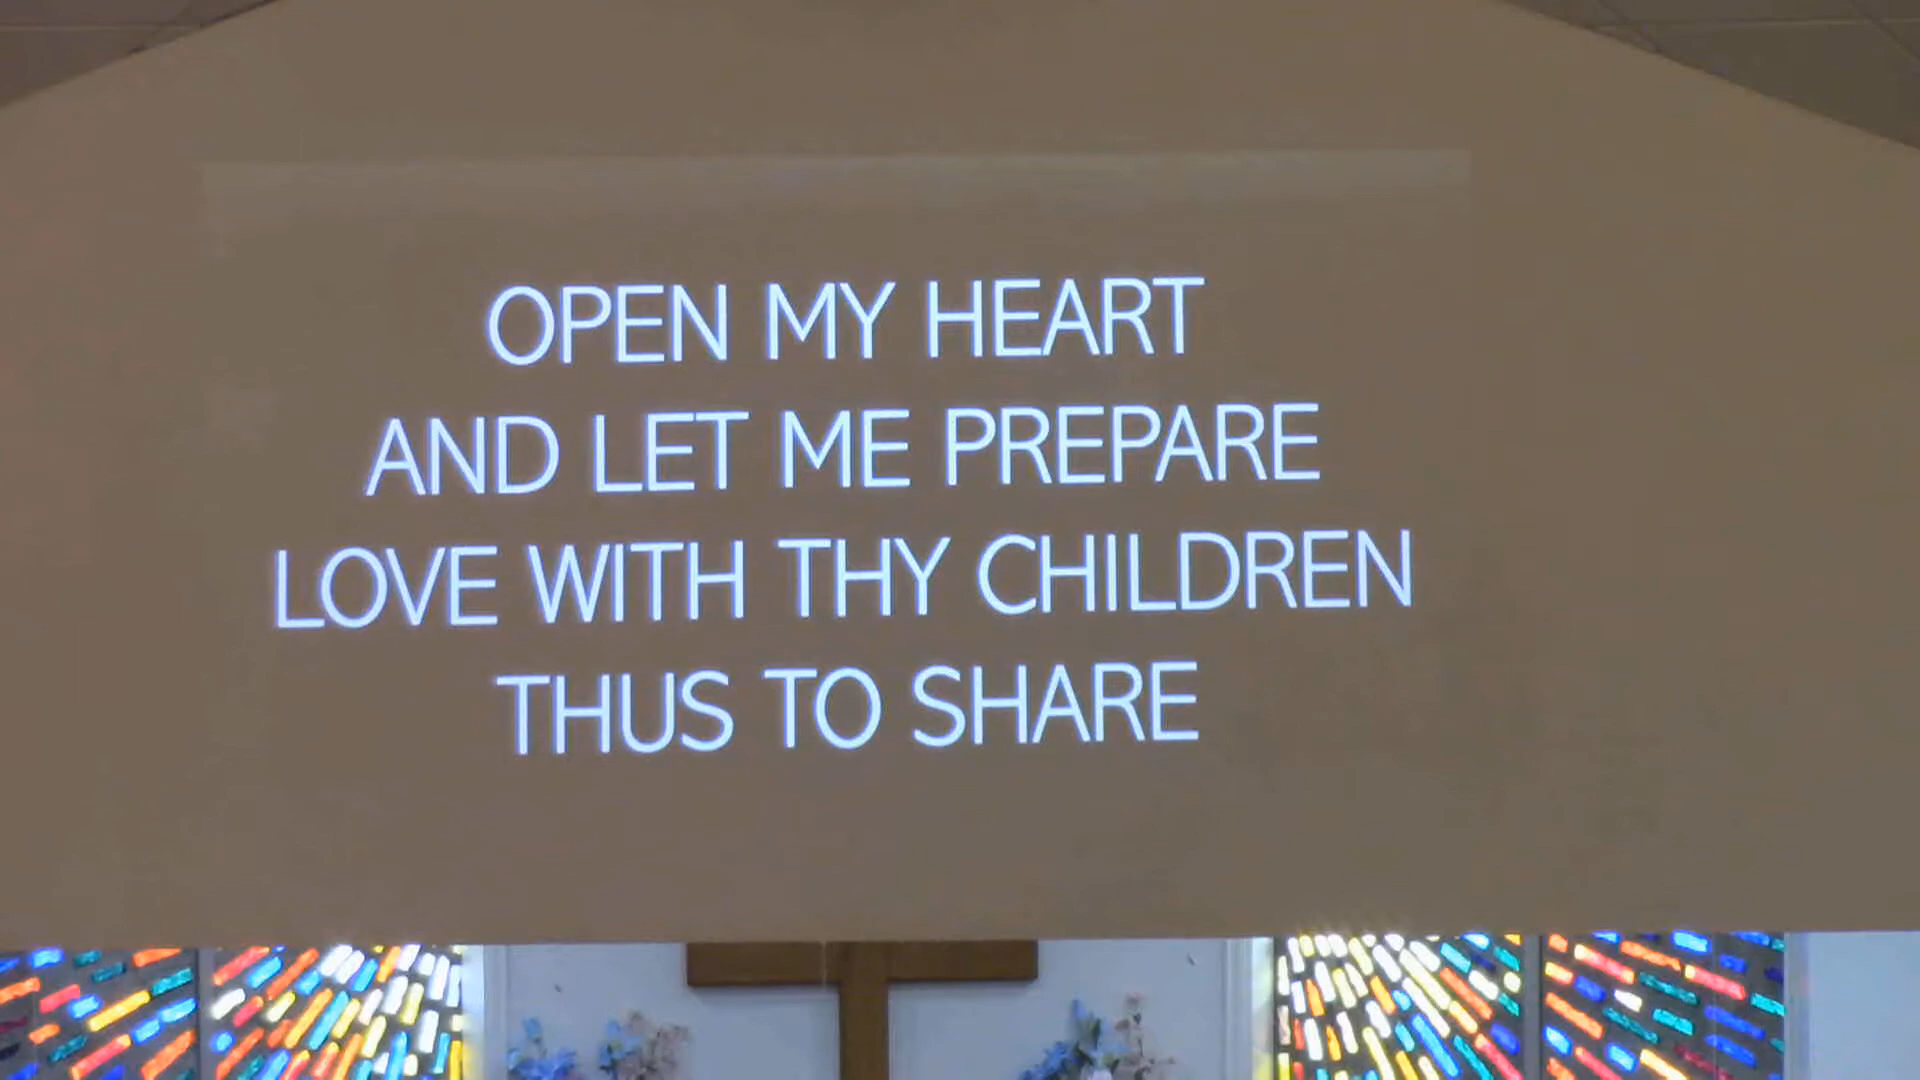 OPEN MY HEART
AND LET ME PREPARE
LOVE WITH THY CHILDREN
THUS TO SHARE